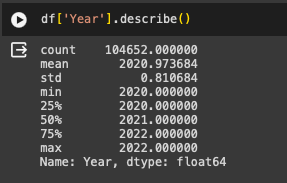 df['Year'].describe()
count    104652.000000
mean       2020.973684
std           0.810684
min        2020.000000
25%        2020.000000
50%        2021.000000
75%        2022.000000
max        2022.000000
Name: Year, dtype: float64